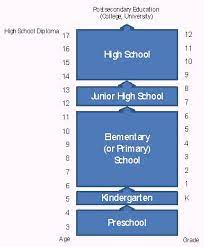 Postsecondary Education
(College, University)
High School Diploma 17 12
16 11
High School
15 10
14 9
13 8
Junior High School
12 7
11 6
10 5
Elementary
9 4
(or Primary)
8 3
School
7 2
6 1
5 Kindergarten K
4
Preschool
3
Age Grade